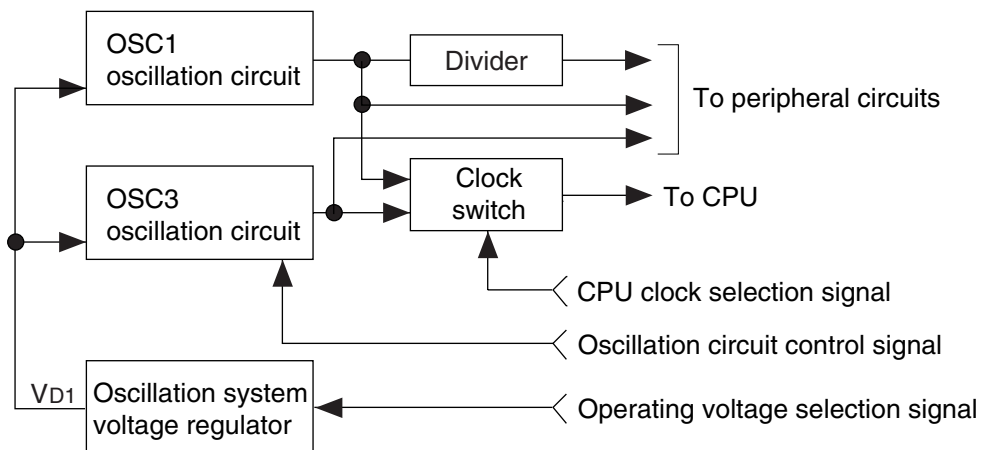 OSC1
oscillation circuit
Divider
To peripheral circuits
OSC3
oscillation circuit
Clock
switch
To CPU
CPU clock selection signal
Oscillation circuit control signal
VD1
Oscillation system
voltage regulator
Operating voltage selection signal